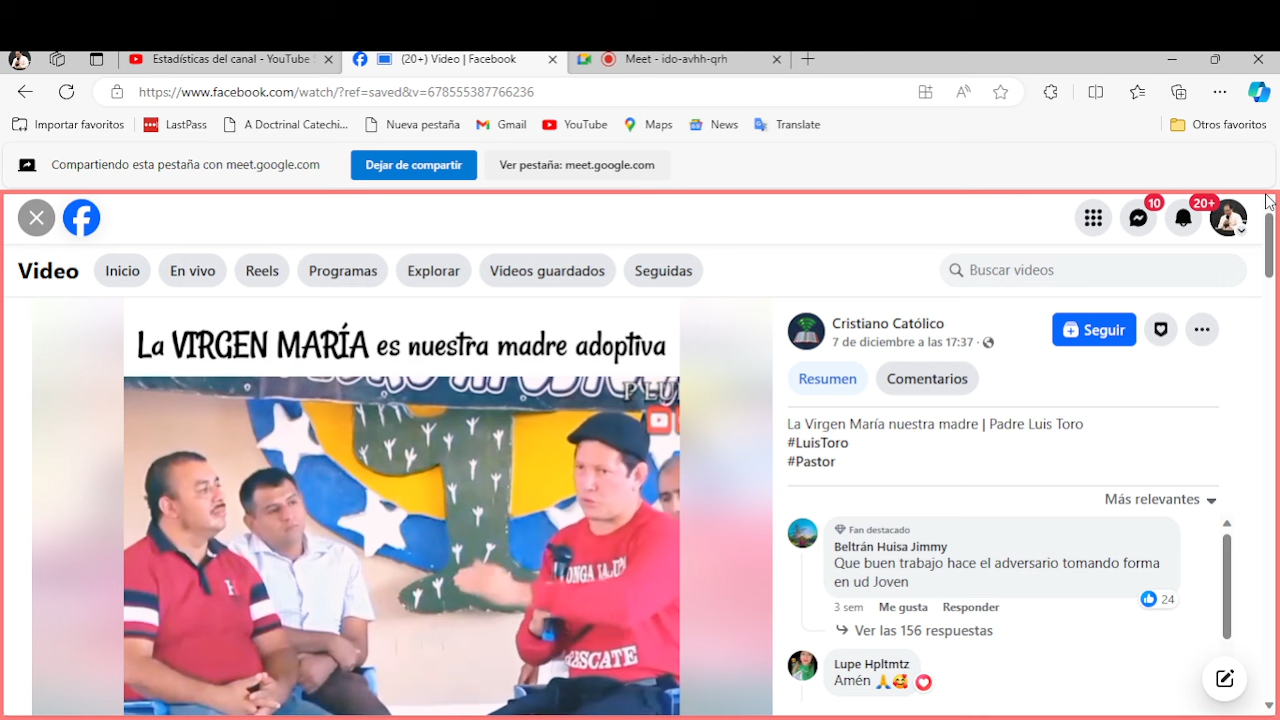 Estadísticas del canal - YouTube
(20+) Video | Facebook
Meet - ido-avhh-qrh
https://www.facebook.com/watch/?ref=saved&v=678555387766236
Importar favoritos
LastPass
A Doctrinal Catechi...
Nueva pestaña
Gmail
YouTube
Maps
News
Translate
Otros favoritos
Compartiendo esta pestaña con meet.google.com
Dejar de compartir
Ver pestaña: meet.google.com
10
20+
Video
Inicio
En vivo
Reels
Programas
Explorar
Videos guardados
Seguidas
Buscar videos
La VIRGEN MARÍA es nuestra madre adoptiva
Cristiano Católico
7 de diciembre a las 17:37 ·
Seguir
Resumen
Comentarios
La Virgen María nuestra madre | Padre Luis Toro
#LuisToro
#Pastor
Más relevantes
Fan destacado
Beltrán Huisa Jimmy
Que buen trabajo hace el adversario tomando forma
en ud Joven
24
3 sem Me gusta Responder
Ver las 156 respuestas
Lupe Hpltmtz
Amén 🙏🥰